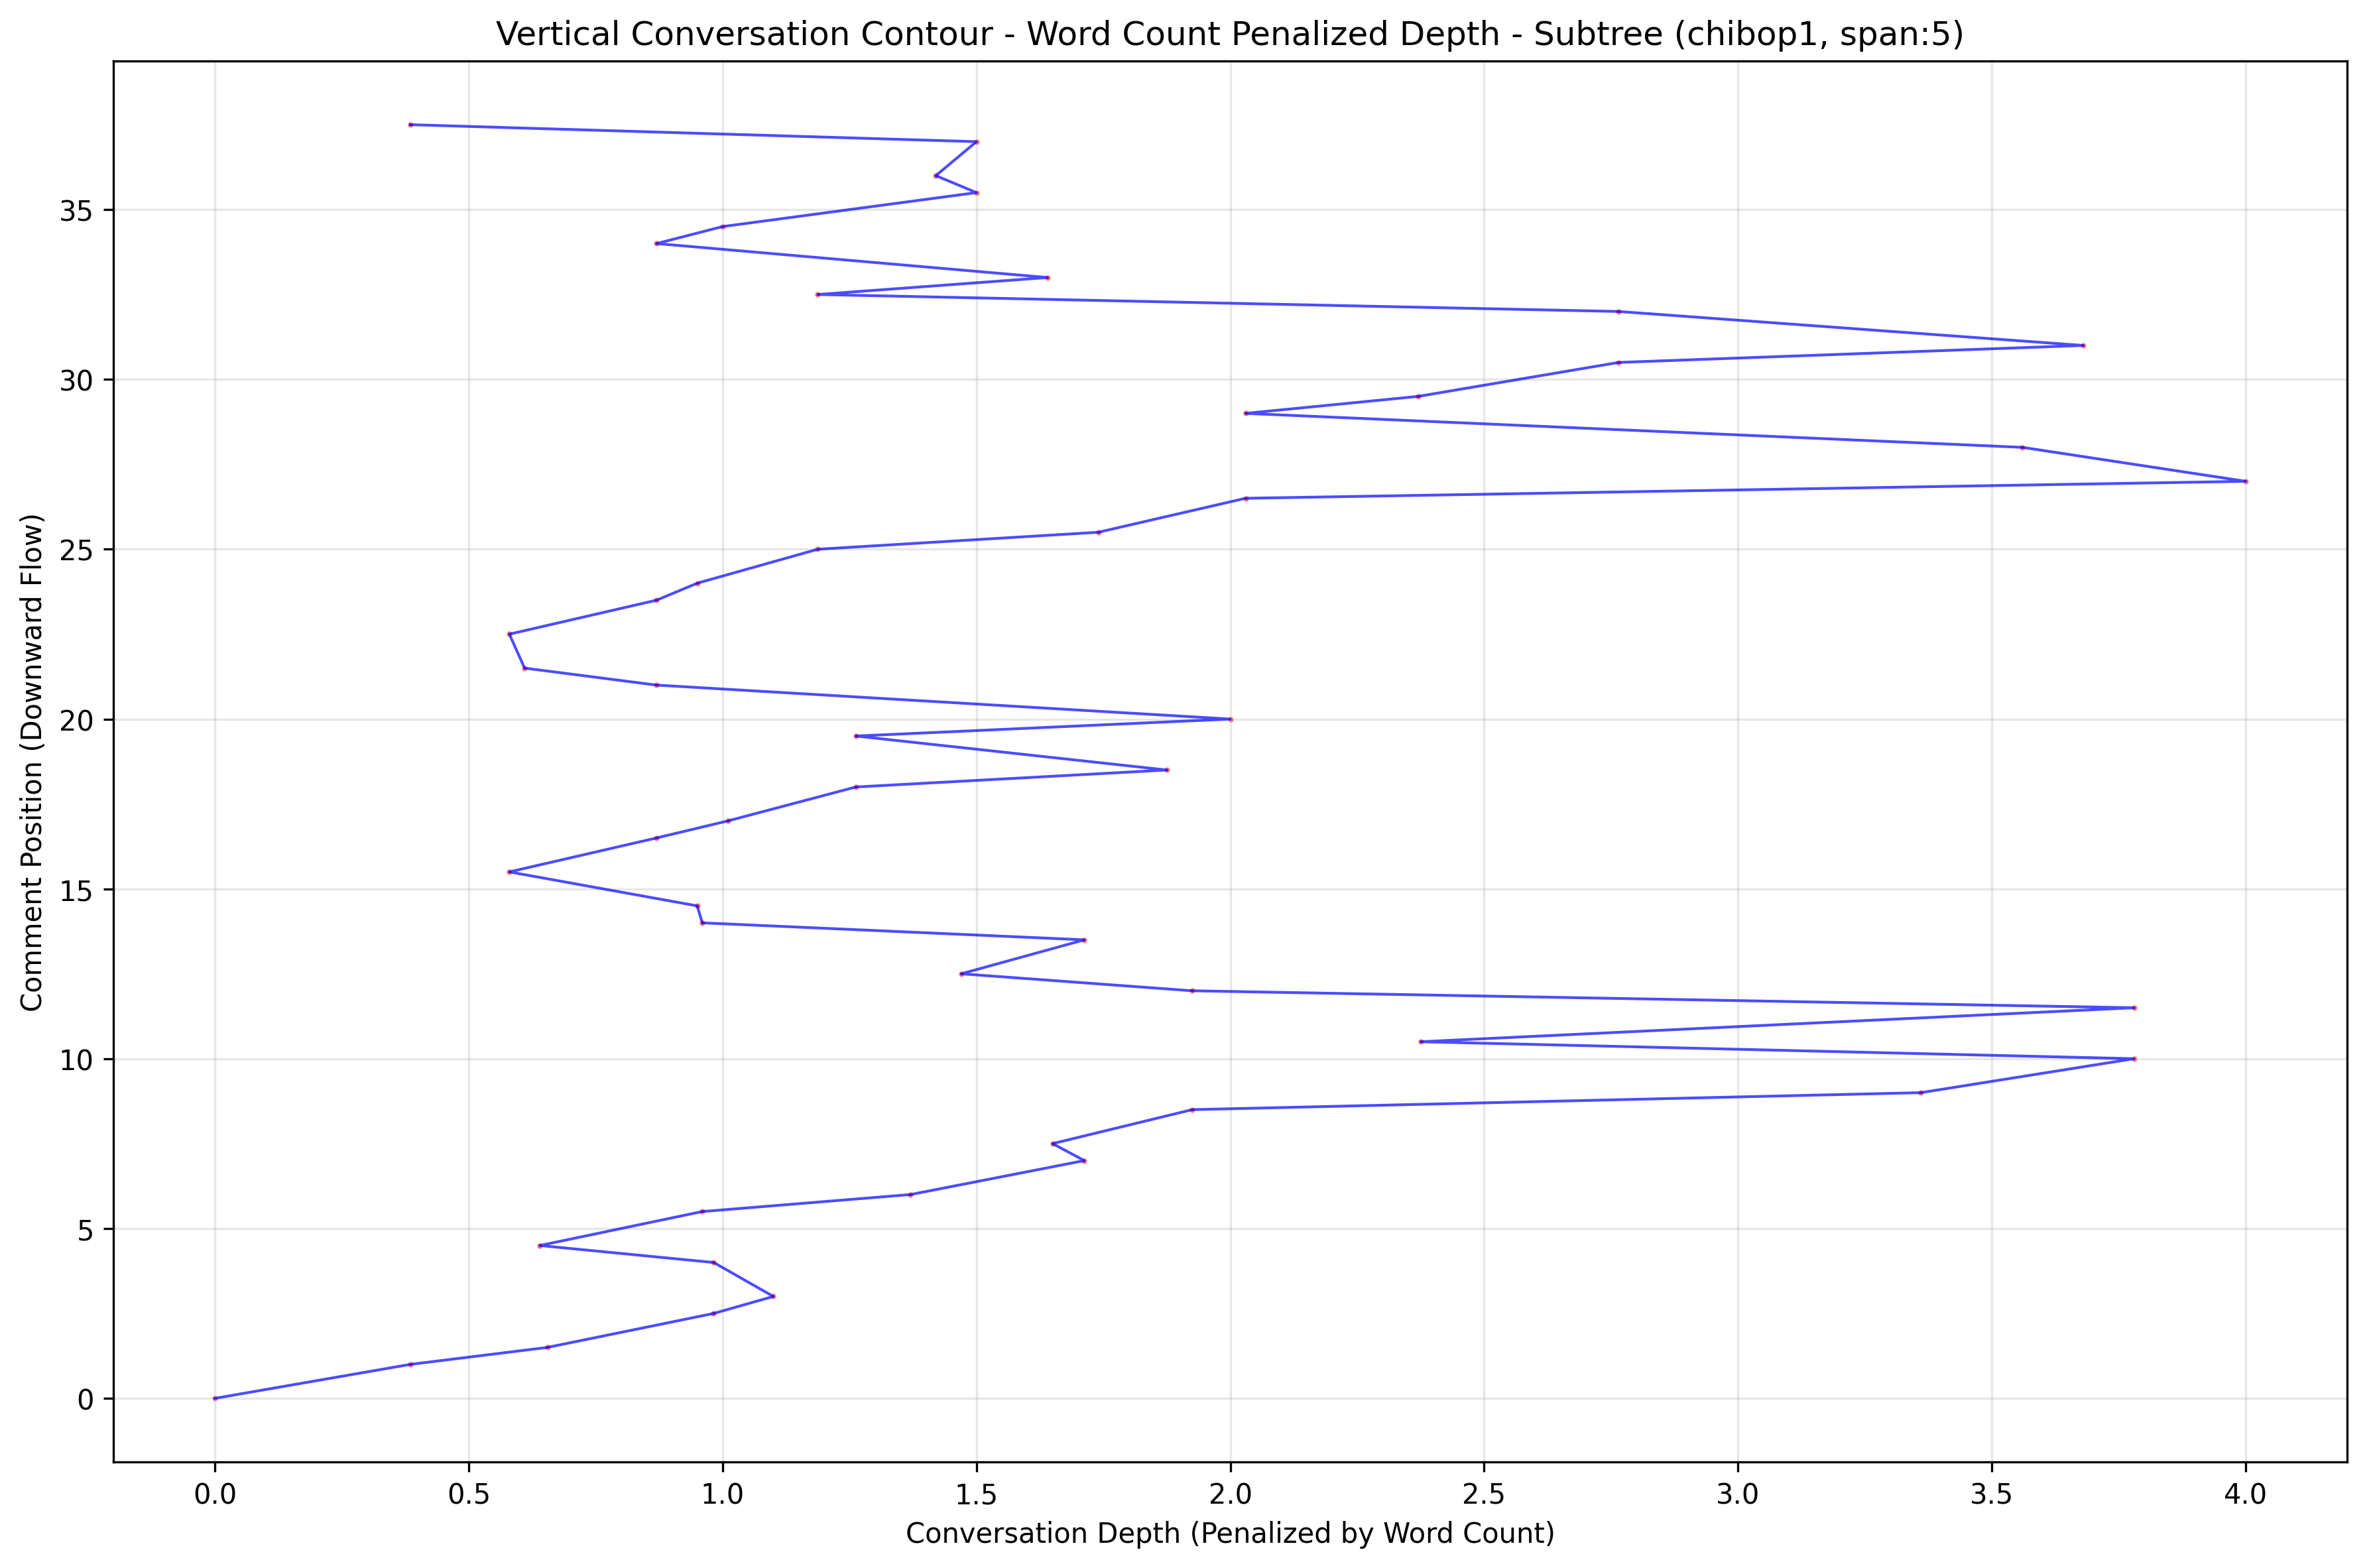 Vertical Conversation Contour - Word Count Penalized Depth - Subtree (chibop1, span:5)
Comment Position (Downward Flow)
35
30
25
20
15
10
5
0
0.0 0.5 1.0 1.5 2.0 2.5 3.0 3.5 4.0
Conversation Depth (Penalized by Word Count)